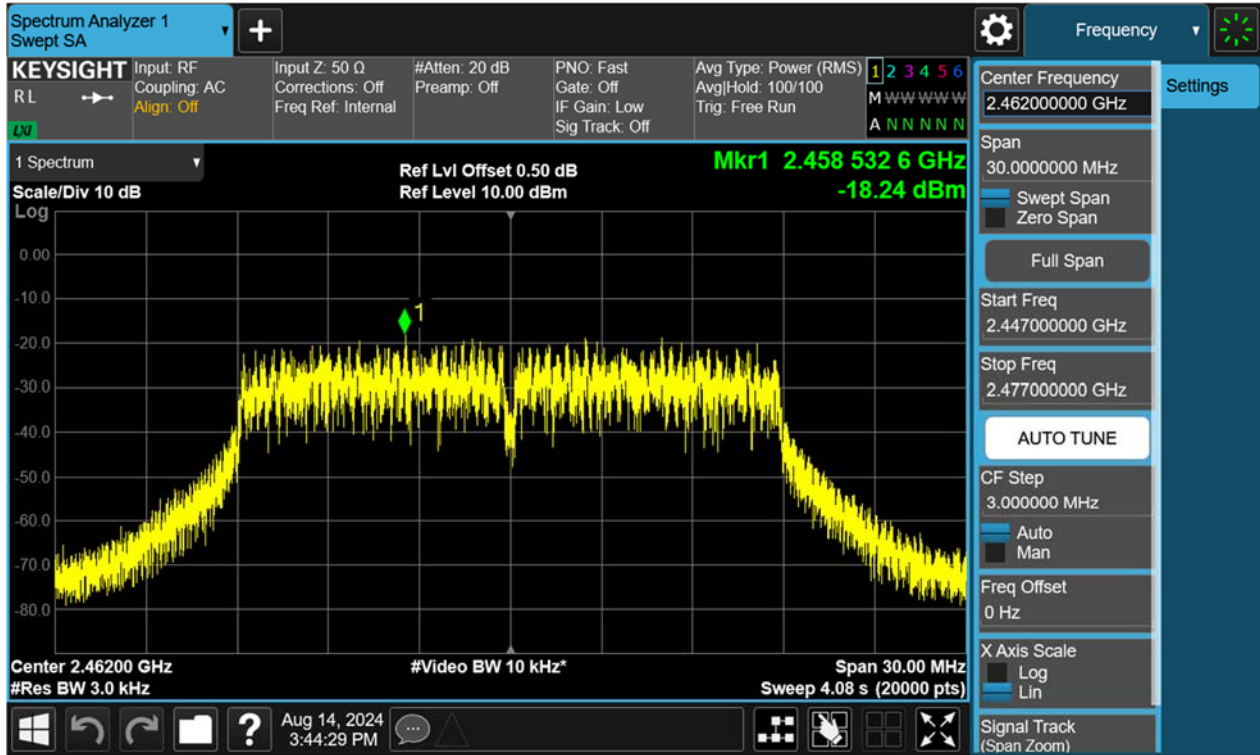 Spectrum Analyzer 1
Swept SA
Frequency
KEYSIGHT
R L
LXI
Input: RF
Coupling: AC
Align: Off
Input Z: 50 Ω
Corrections: Off
Freq Ref: Internal
#Atten: 20 dB
Preamp: Off
PNO: Fast
Gate: Off
IF Gain: Low
Sig Track: Off
Avg Type: Power (RMS)
Avg|Hold: 100/100
Trig: Free Run
1 2 3 4 5 6
M W W W W W
A N N N N N
1 Spectrum
Scale/Div 10 dB
Log
Ref Lvl Offset 0.50 dB
Ref Level 10.00 dBm
Mkr1 2.458 532 6 GHz
-18.24 dBm
0.00
-10.0
1
-20.0
-30.0
-40.0
-50.0
-60.0
-70.0
-80.0
Center 2.46200 GHz
#Video BW 10 kHz*
Span 30.00 MHz
#Res BW 3.0 kHz
Sweep 4.08 s (20000 pts)
Aug 14, 2024
3:44:29 PM
Center Frequency
2.462000000 GHz
Settings
Span
30.0000000 MHz
Swept Span
Zero Span
Full Span
Start Freq
2.447000000 GHz
Stop Freq
2.477000000 GHz
AUTO TUNE
CF Step
3.000000 MHz
Auto
Man
Freq Offset
0 Hz
X Axis Scale
Log
Lin
Signal Track
(Span Zoom)